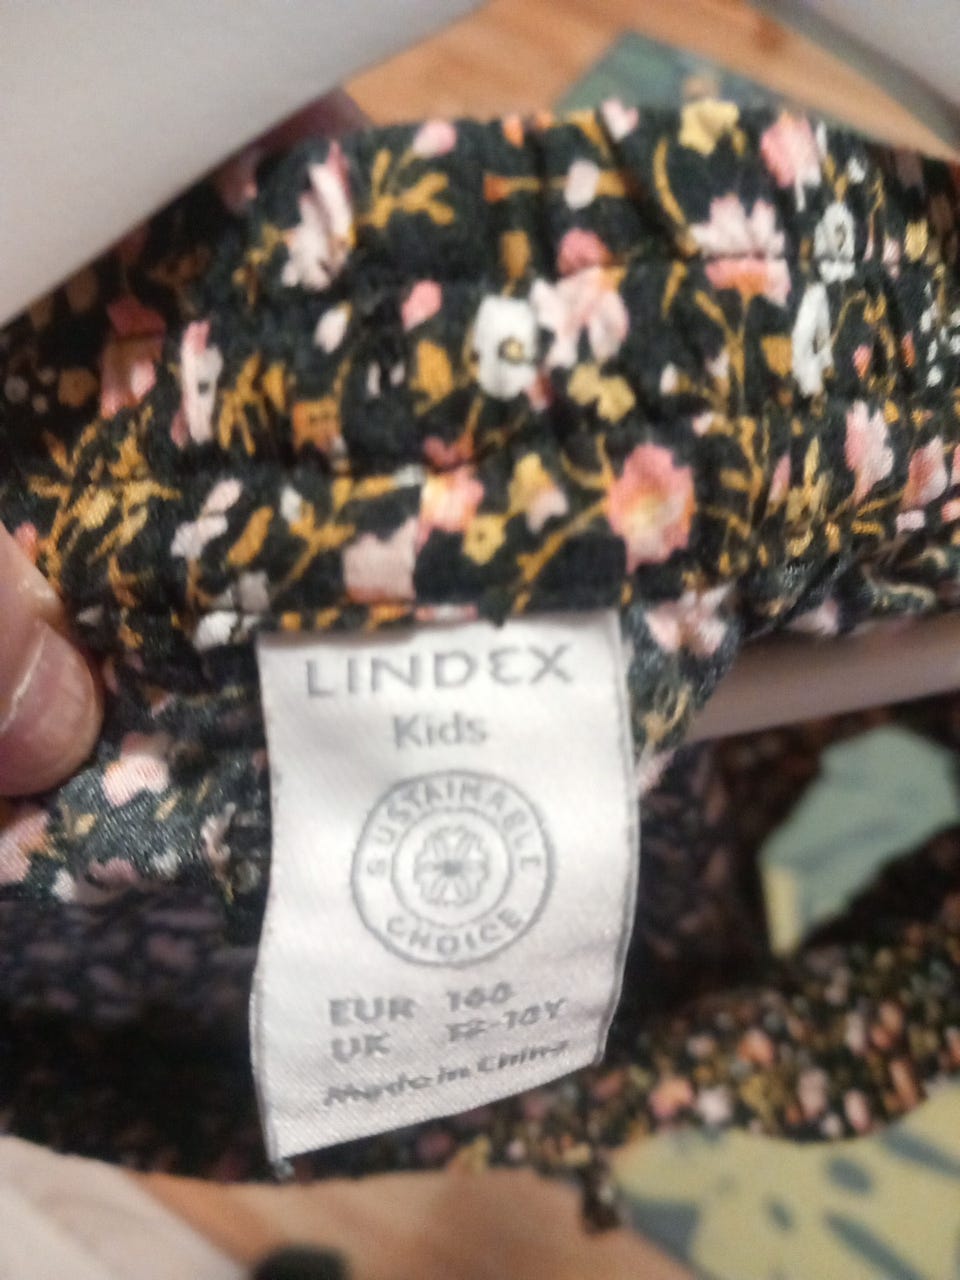 LINDEX
Kids
SUSTAINABLE
CHOICE
EUR
UK
Made in China